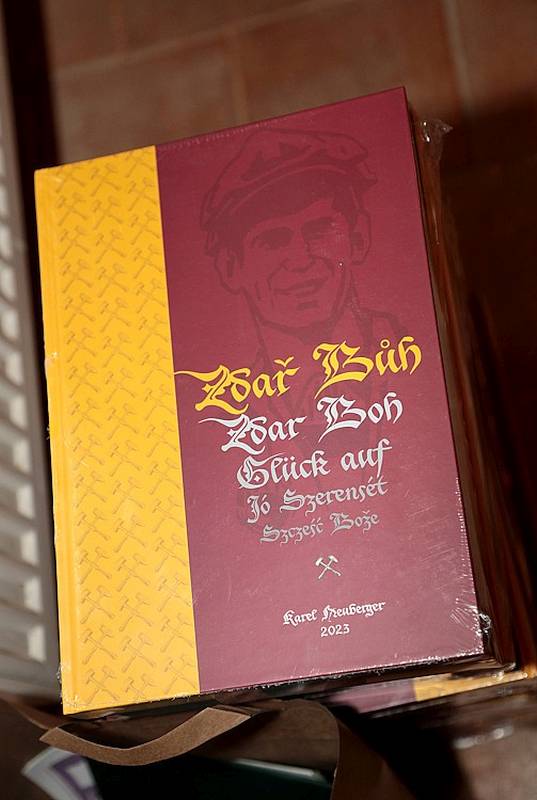 Zdař Bůh
Zdar Boh
Glück auf
Jó Szerensét
Szczęść Boże
Karel Neuberger
2023